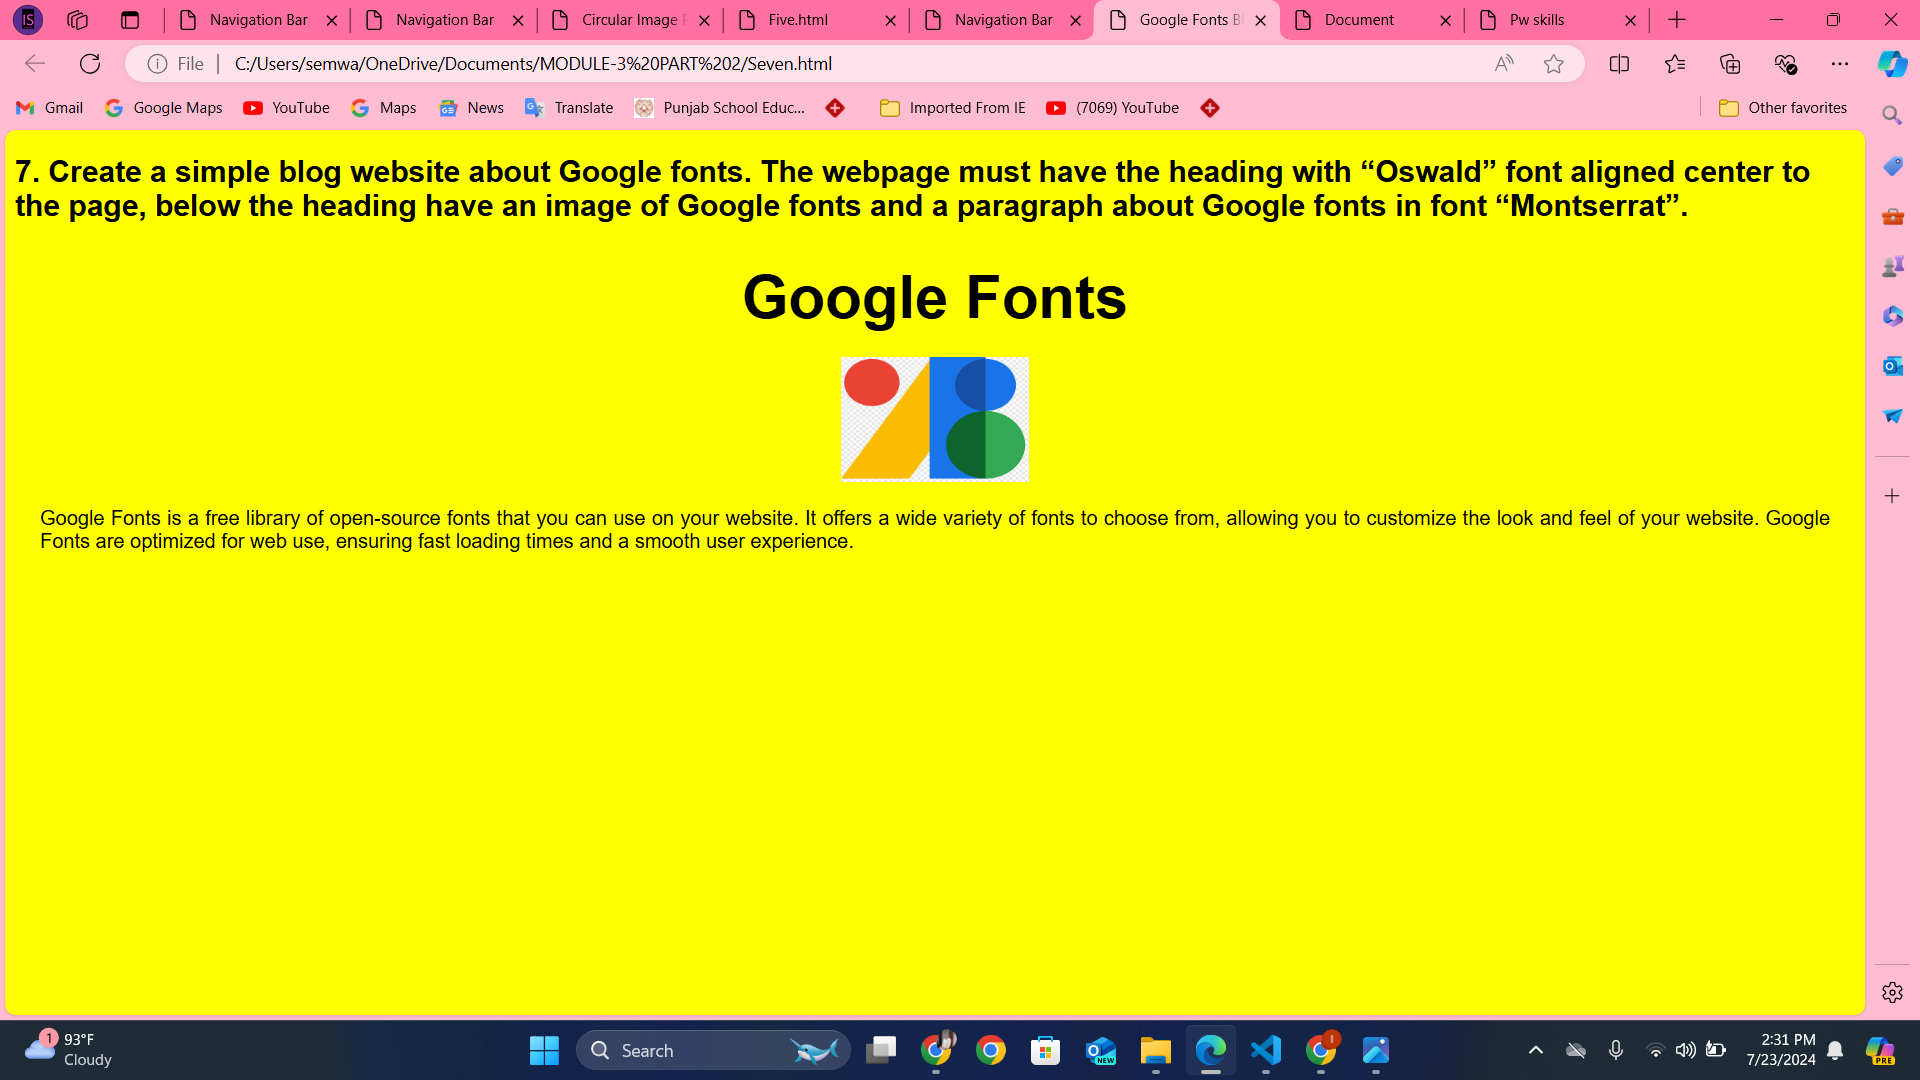 IS
Navigation Bar
Navigation Bar
Circular Image
Five.html
Navigation Bar
Google Fonts Bl
Document
Pw skills
File
C:/Users/semwa/OneDrive/Documents/MODULE-3%20PART%202/Seven.html
Gmail
Google Maps
YouTube
Maps
News
Translate
Punjab School Educ...
Imported From IE
(7069) YouTube
Other favorites
7. Create a simple blog website about Google fonts. The webpage must have the heading with “Oswald” font aligned center to
the page, below the heading have an image of Google fonts and a paragraph about Google fonts in font “Montserrat”.
Google Fonts
Google Fonts is a free library of open-source fonts that you can use on your website. It offers a wide variety of fonts to choose from, allowing you to customize the look and feel of your website. Google
Fonts are optimized for web use, ensuring fast loading times and a smooth user experience.
1
93°F
Cloudy
Search
NEW
I
2:31 PM
7/23/2024
PRE